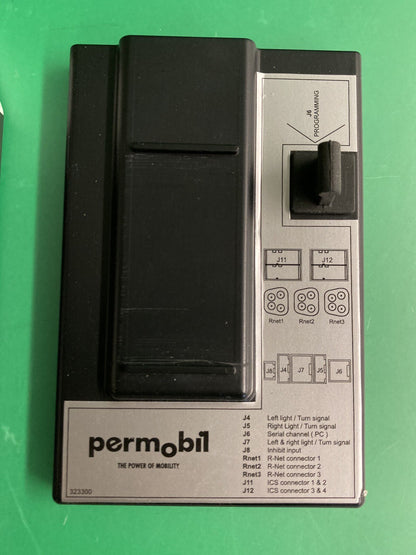 J6
PROGRAMMING
J11
J12
Rnet1
Rnet2
Rnet3
J8
J4
J7
J5
J6
permobil
THE POWER OF MOBILITY
323300
J4 Left light / Turn signal
J5 Right Light / Turn signal
J6 Serial channel ( PC )
J7 Left & right light / Turn signal
J8 Inhibit input
Rnet1 R-Net connector 1
Rnet2 R-Net connector 2
Rnet3 R-Net connector 3
J11 ICS connector 1 & 2
J12 ICS connector 3 & 4